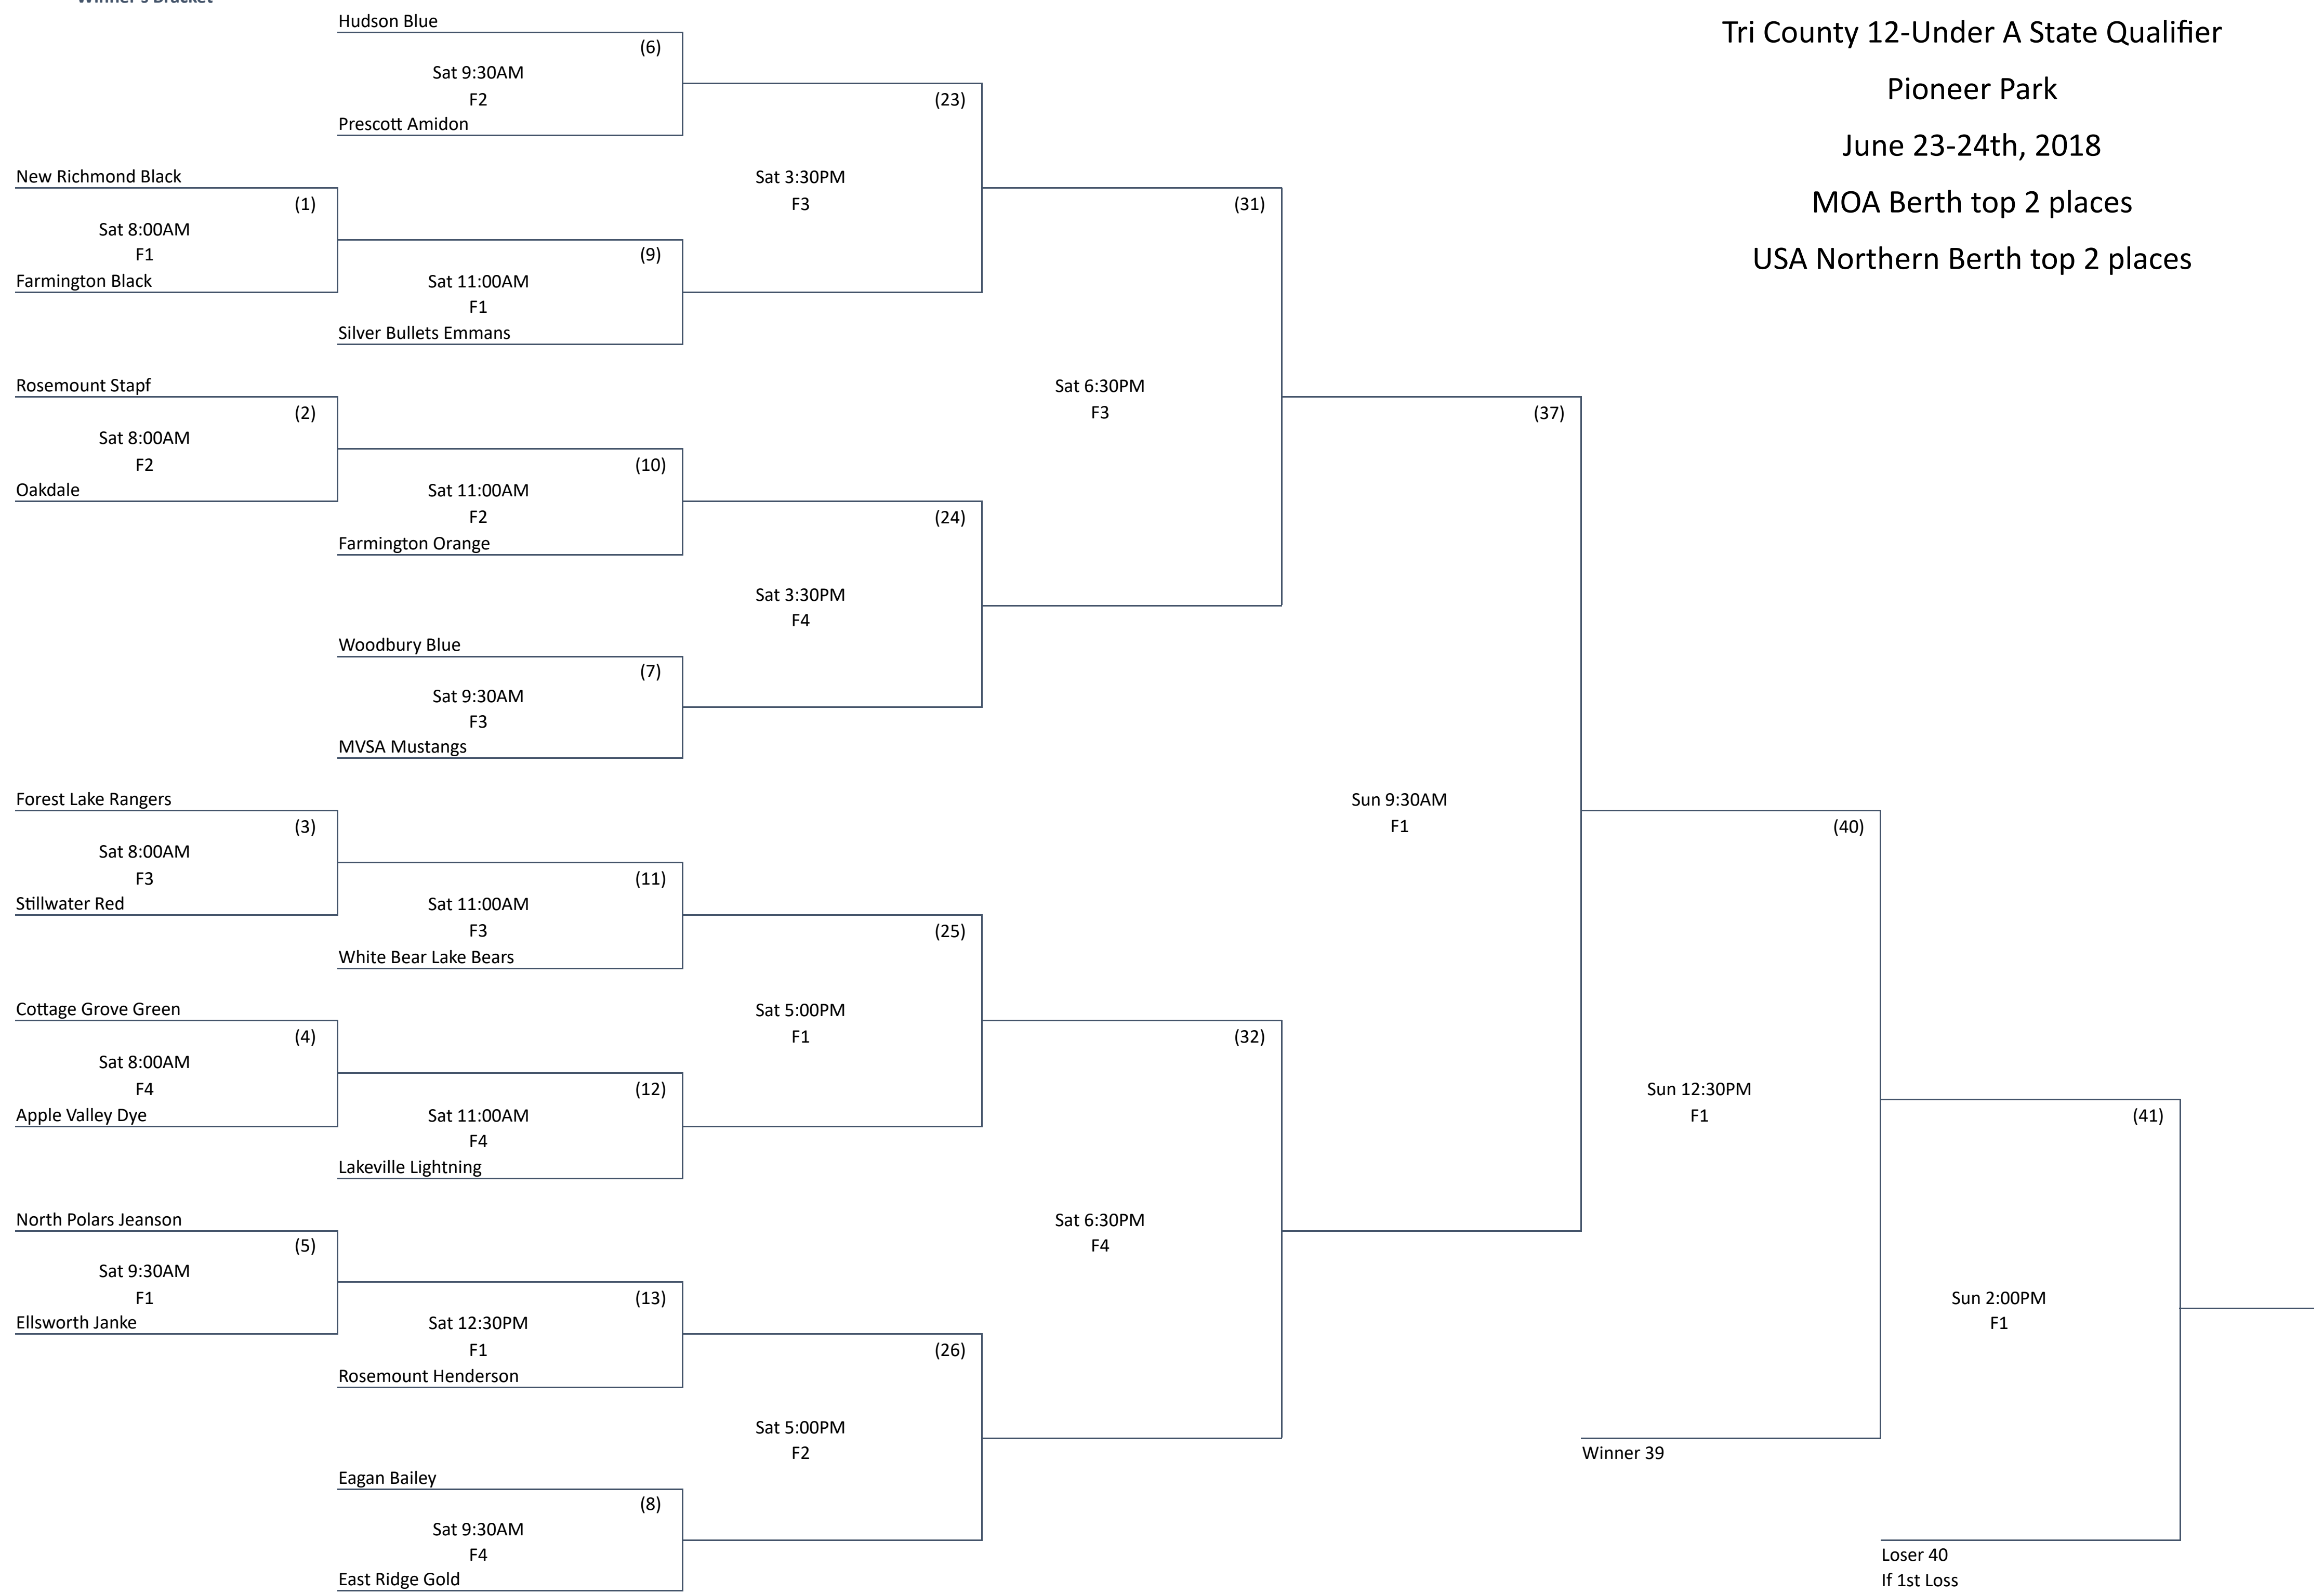 Winner's Bracket
Tri County 12-Under A State Qualifier
Pioneer Park
June 23-24th, 2018
MOA Berth top 2 places
USA Northern Berth top 2 places
Hudson Blue
(6)
Sat 9:30AM
F2
Prescott Amidon
(23)
Sat 3:30PM
F3
New Richmond Black
(1)
Sat 8:00AM
F1
Farmington Black
(9)
Sat 11:00AM
F1
Silver Bullets Emmans
(31)
Sat 6:30PM
F3
Rosemount Stapf
(2)
Sat 8:00AM
F2
Oakdale
(10)
Sat 11:00AM
F2
Farmington Orange
(24)
Sat 3:30PM
F4
Woodbury Blue
(7)
Sat 9:30AM
F3
MVSA Mustangs
(37)
Sun 9:30AM
F1
Forest Lake Rangers
(3)
Sat 8:00AM
F3
Stillwater Red
(11)
Sat 11:00AM
F3
White Bear Lake Bears
(25)
Sat 5:00PM
F1
Cottage Grove Green
(4)
Sat 8:00AM
F4
Apple Valley Dye
(12)
Sat 11:00AM
F4
Lakeville Lightning
(32)
Sat 6:30PM
F4
North Polars Jeanson
(5)
Sat 9:30AM
F1
Ellsworth Janke
(13)
Sat 12:30PM
F1
Rosemount Henderson
(26)
Sat 5:00PM
F2
Eagan Bailey
(8)
Sat 9:30AM
F4
East Ridge Gold
(40)
Sun 12:30PM
F1
Winner 39
(41)
Sun 2:00PM
F1
Loser 40
If 1st Loss